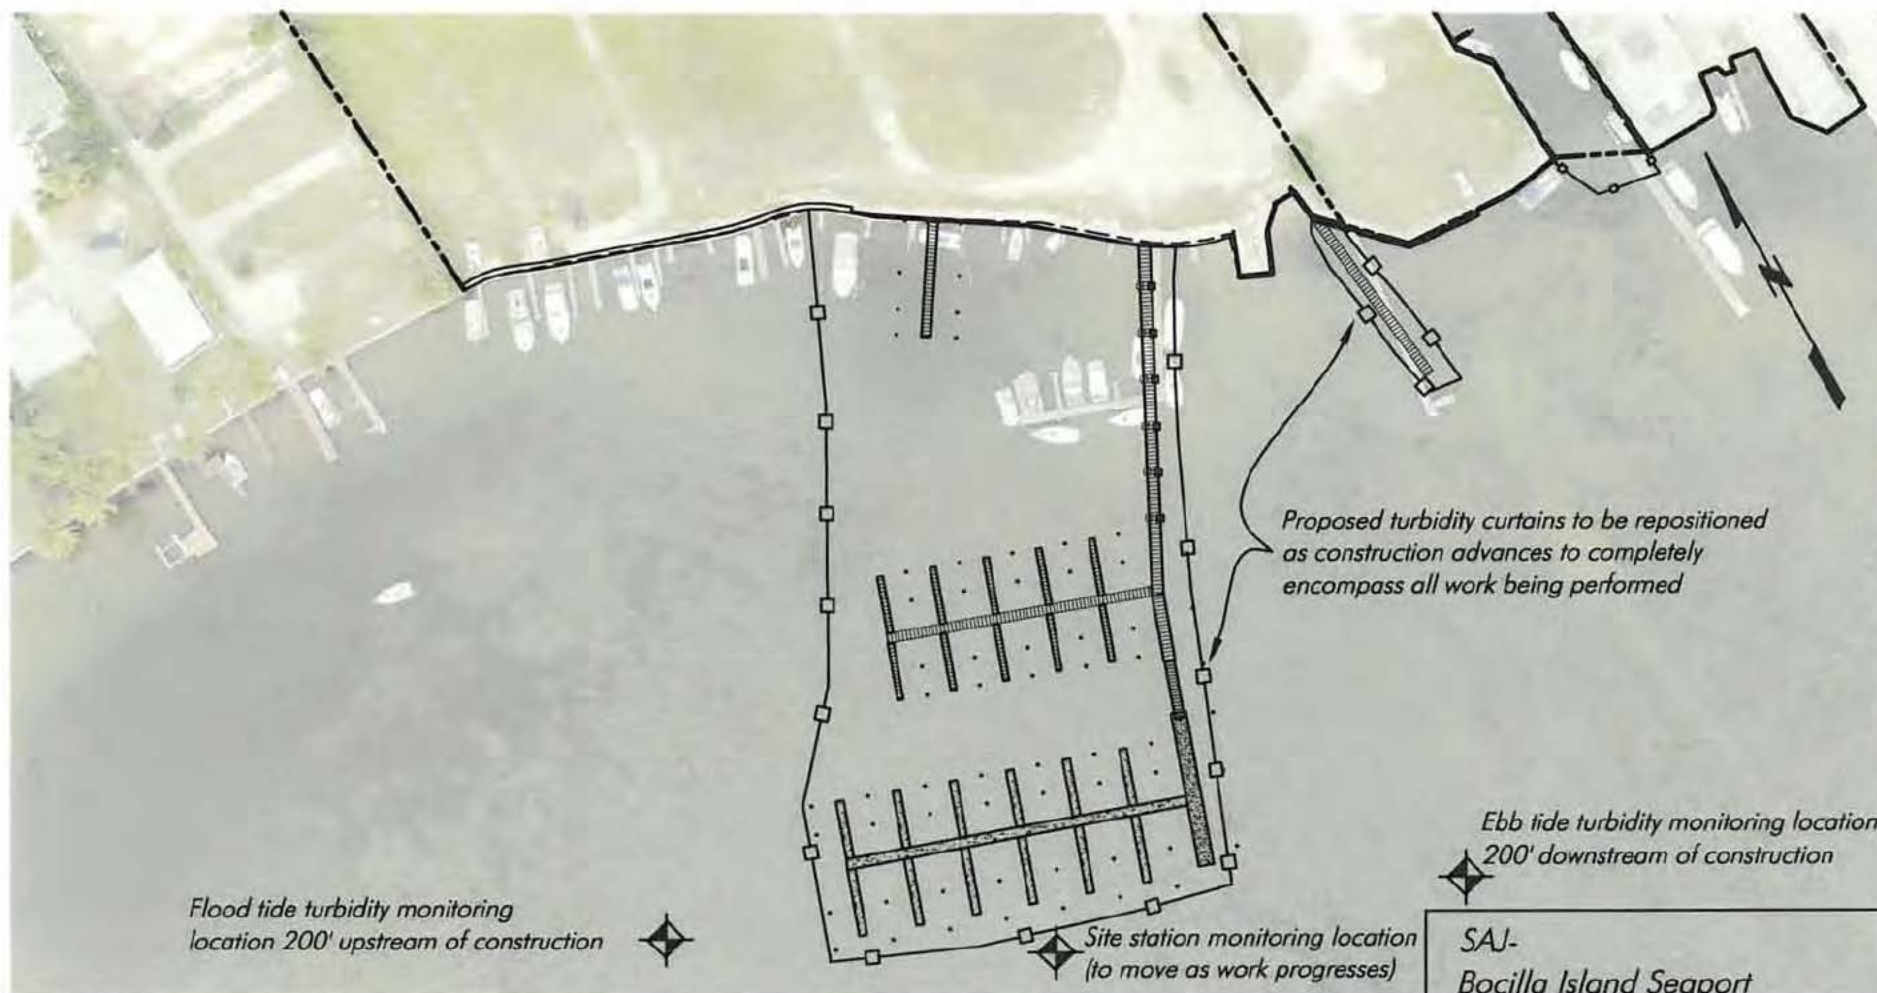 Proposed turbidity curtains to be repositioned
as construction advances to completely
encompass all work being performed
Ebb tide turbidity monitoring location
200' downstream of construction
Flood tide turbidity monitoring
location 200' upstream of construction
Site station monitoring location
(to move as work progresses)
SAJ-
Bocilla Island Seaport